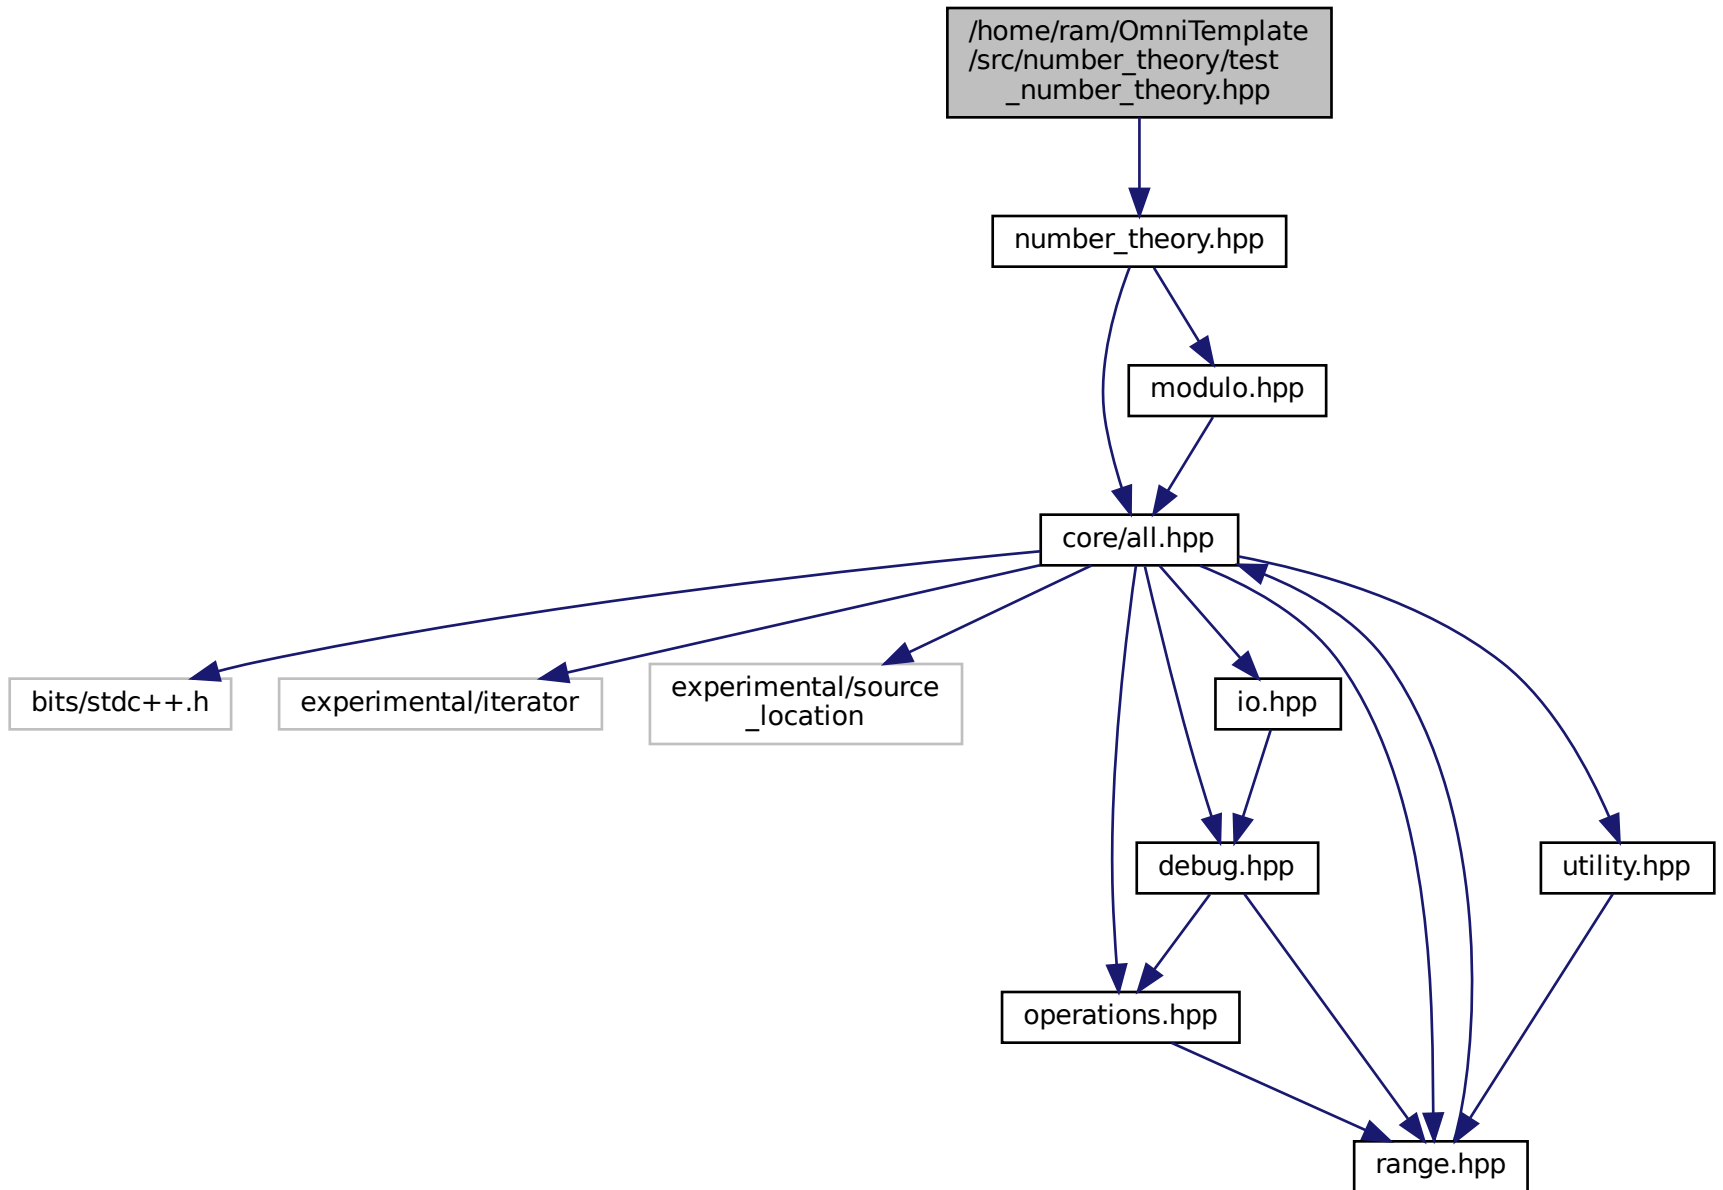 /home/ram/OmniTemplate
/src/number_theory/test
_number_theory.hpp
number_theory.hpp
modulo.hpp
core/all.hpp
bits/stdc++.h
experimental/iterator
experimental/source
_location
io.hpp
debug.hpp
utility.hpp
operations.hpp
range.hpp